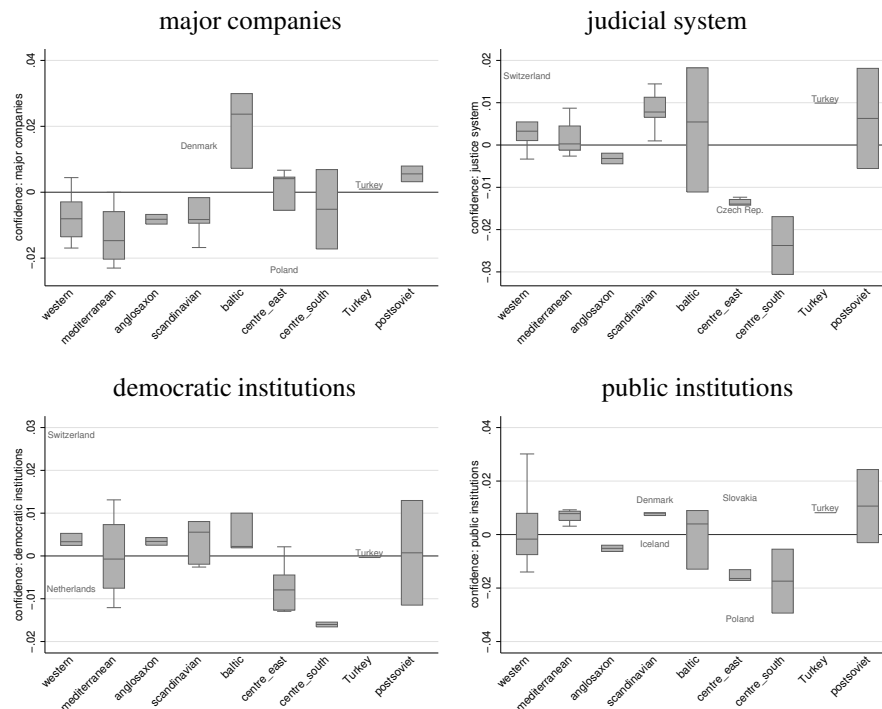 major companies
confidence: major companies
.04
.02
0
-.02
Denmark
Turkey
Poland
western
mediterranean
anglosaxon
scandinavian
baltic
centre_east
centre_south
Turkey
postsoviet
judicial system
confidence: justice system
.02
.01
0
-.01
-.02
-.03
Switzerland
Turkey
Czech Rep.
western
mediterranean
anglosaxon
scandinavian
baltic
centre_east
centre_south
Turkey
postsoviet
democratic institutions
confidence: democratic institutions
.03
.02
.01
0
-.01
-.02
Switzerland
Turkey
Netherlands
western
mediterranean
anglosaxon
scandinavian
baltic
centre_east
centre_south
Turkey
postsoviet
public institutions
confidence: public institutions
.04
.02
0
-.02
-.04
Denmark
Slovakia
Turkey
Iceland
Poland
western
mediterranean
anglosaxon
scandinavian
baltic
centre_east
centre_south
Turkey
postsoviet